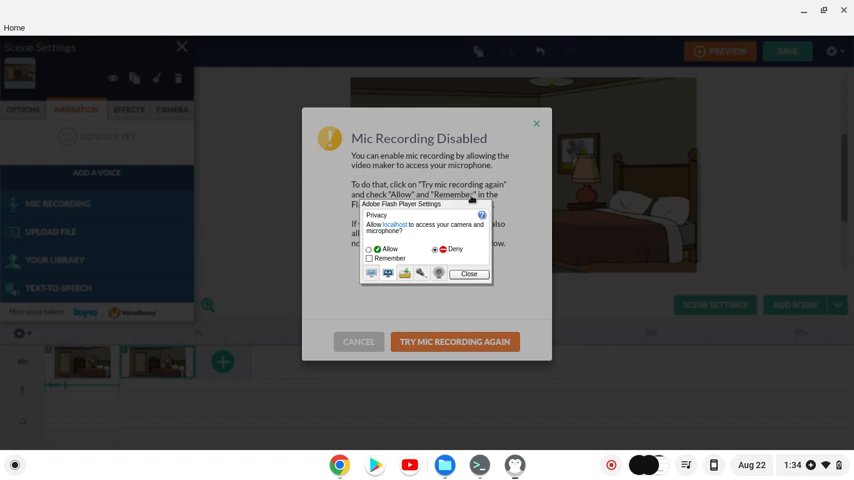 Home
Scene Settings
PREVIEW
SAVE
OPTIONS
NARRATION
EFFECTS
CAMERA
NO VOICE YET
ADD A VOICE
MIC RECORDING
UPLOAD FILE
YOUR LIBRARY
TEXT-TO-SPEECH
Hire voice talent:
VoiceBunny
Mic Recording Disabled
You can enable mic recording by allowing the
video maker to access your microphone.
To do that, click on "Try mic recording again"
and check "Allow" and "Remember" in the
Adobe Flash Player Settings
Privacy
?
Allow localhost to access your camera and
microphone?
Allow
Deny
Remember
Close
CANCEL
TRY MIC RECORDING AGAIN
SCENE SETTINGS
ADD SCENE
Aug 22
1:34